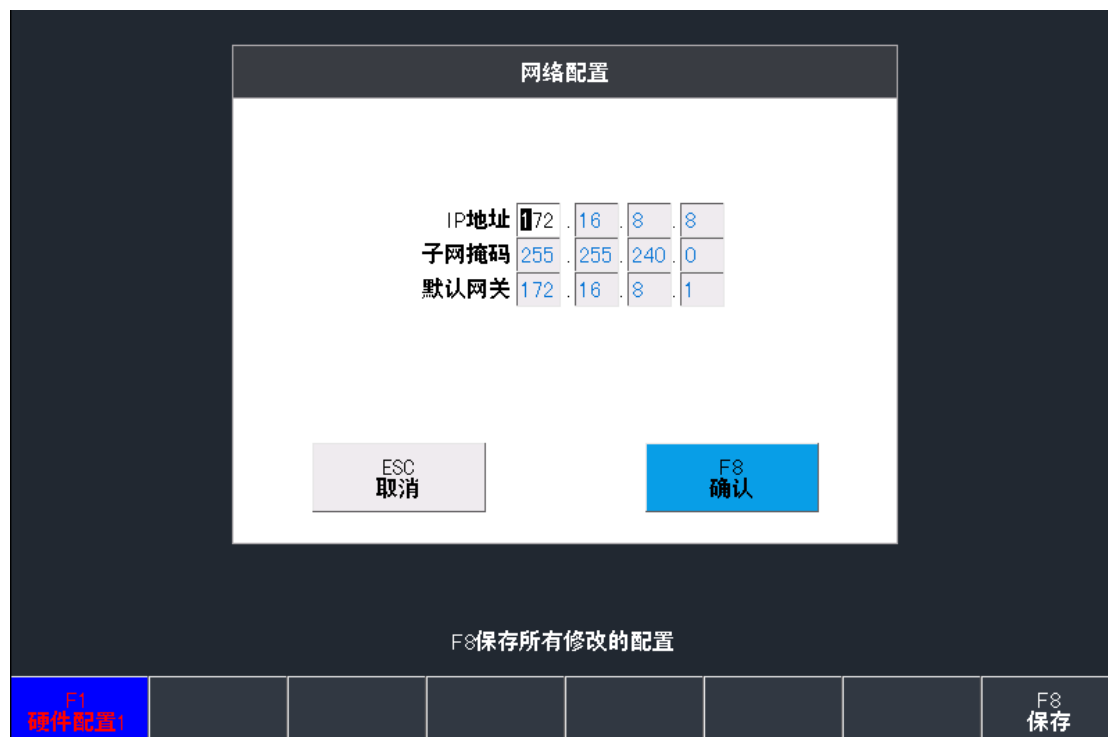 网络配置
IP地址 172 . 16 . 8 . 8
子网掩码 255 . 255 . 240 . 0
默认网关 172 . 16 . 8 . 1
ESC
取消
F8
确认
F8保存所有修改的配置
F1
硬件配置1
F8
保存